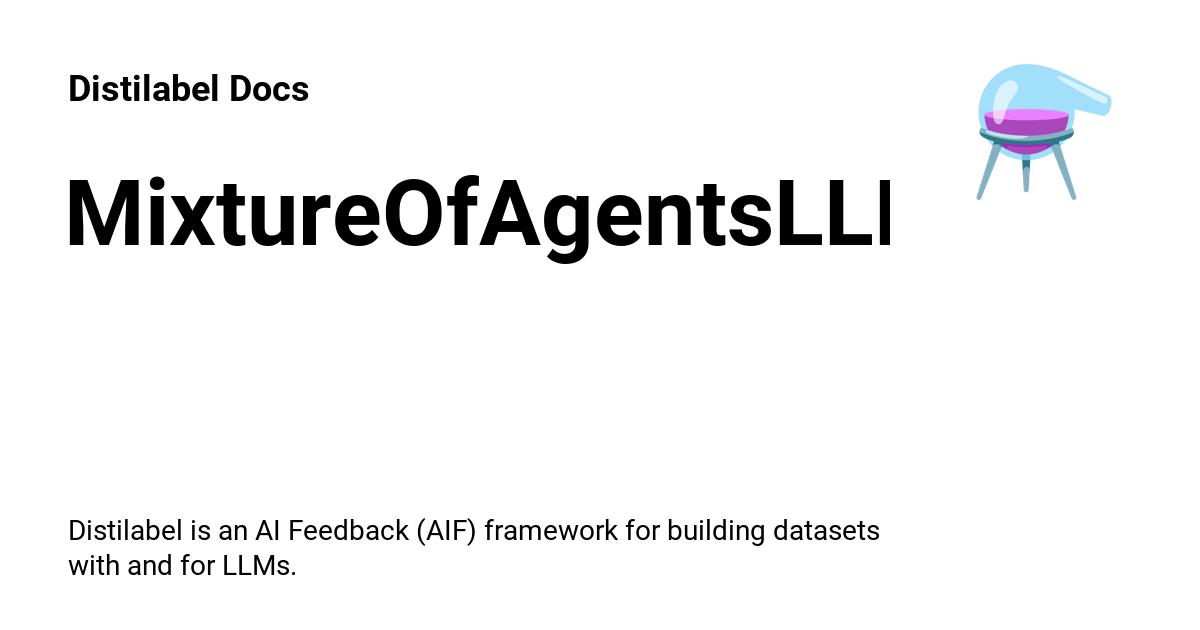 Distilabel Docs
MixtureOfAgentsLL
Distilabel is an AI Feedback (AIF) framework for building datasets
with and for LLMs.